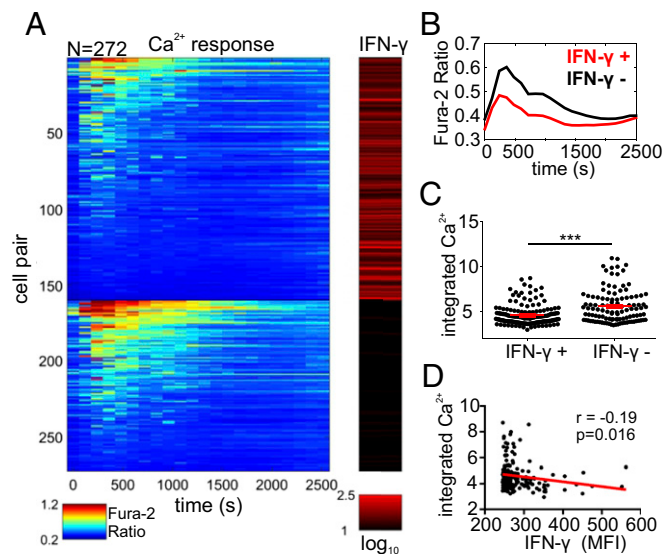 A
N=272
Ca²⁺ response
IFN-γ
cell pair
50
100
150
200
250
0
500
1000
1500
2000
2500
time (s)
1.2
0.2
Fura-2
Ratio
2.5
1
log₁₀
B
Fura-2 Ratio
0.7
0.6
0.5
0.4
0.3
IFN-γ +
IFN-γ -
0
500
1500
2500
time (s)
C
integrated Ca²⁺
15
10
5
***
IFN-γ +
IFN-γ -
D
integrated Ca²⁺
10
8
6
4
2
r = -0.19
p=0.016
200
300
400
500
600
IFN-γ (MFI)